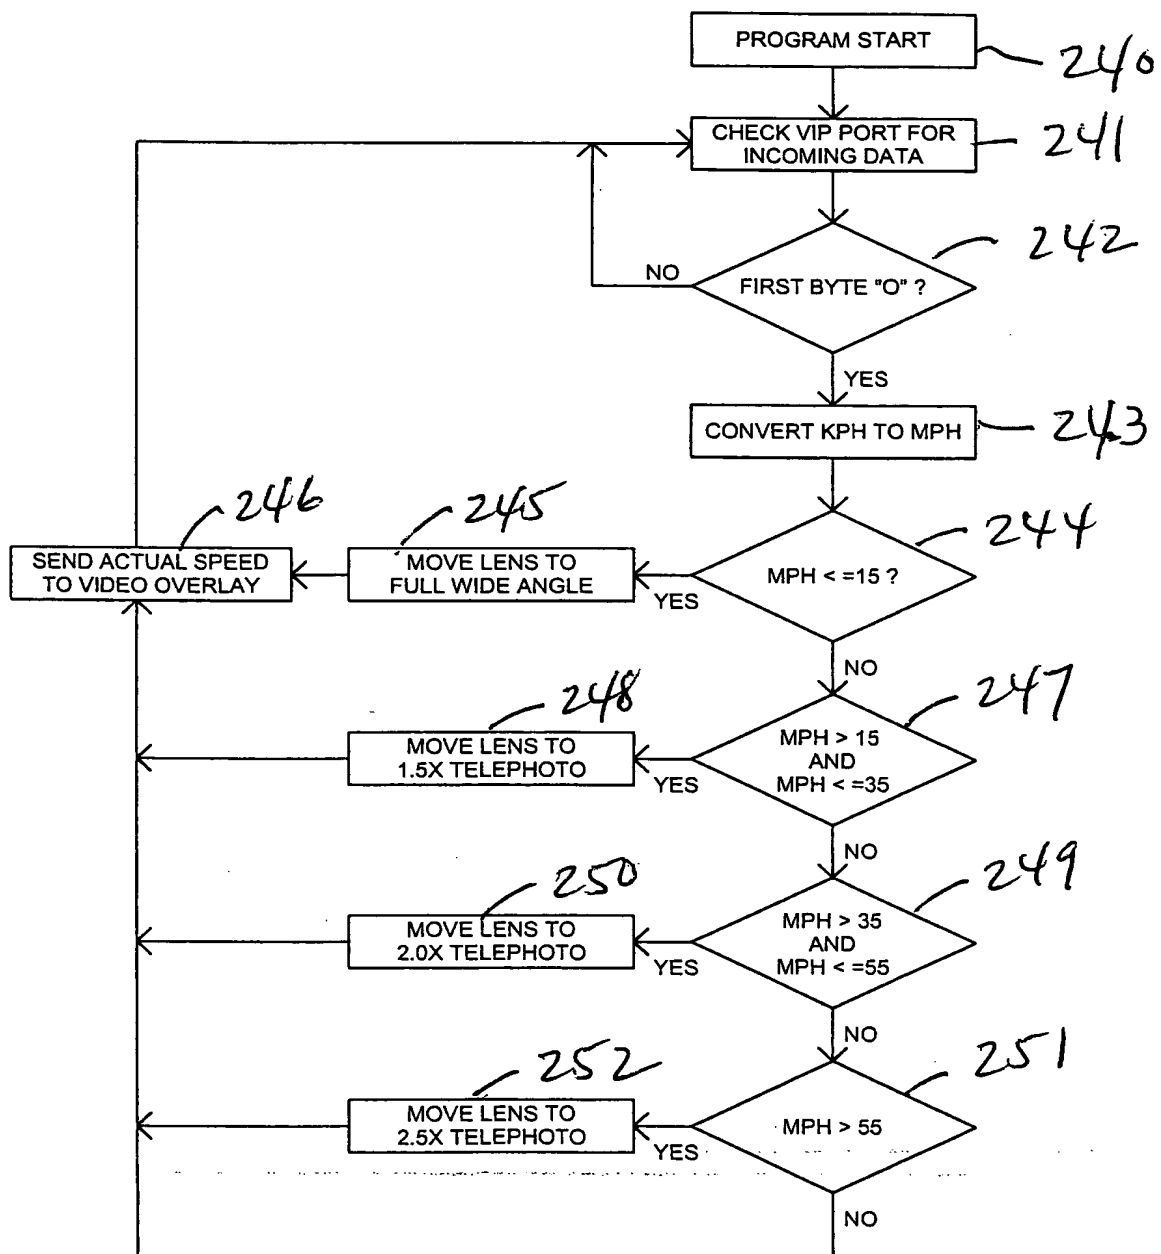 PROGRAM START
240
CHECK VIP PORT FOR
INCOMING DATA
241
242
NO
FIRST BYTE "O" ?
YES
CONVERT KPH TO MPH
243
246
245
244
SEND ACTUAL SPEED
TO VIDEO OVERLAY
MOVE LENS TO
FULL WIDE ANGLE
YES
MPH < =15 ?
NO
248
247
MOVE LENS TO
1.5X TELEPHOTO
YES
MPH > 15
AND
MPH < =35
NO
250
249
MOVE LENS TO
2.0X TELEPHOTO
YES
MPH > 35
AND
MPH < =55
NO
252
251
MOVE LENS TO
2.5X TELEPHOTO
YES
MPH > 55
NO